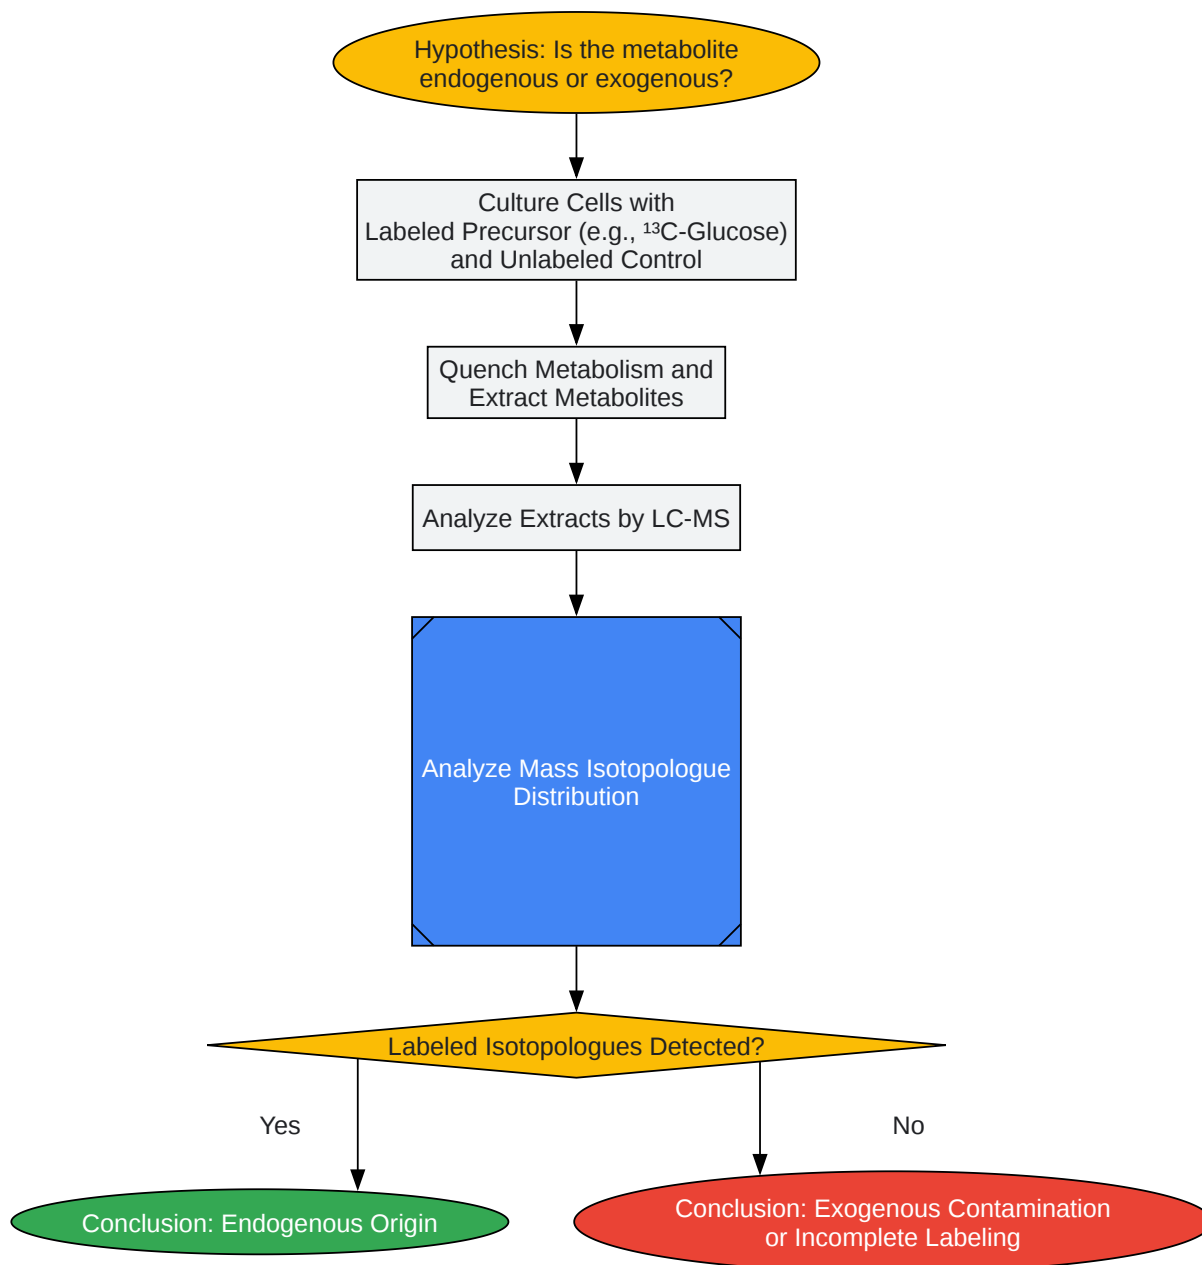 Hypothesis: Is the metabolite
endogenous or exogenous?
Culture Cells with
Labeled Precursor (e.g., ¹³C-Glucose)
and Unlabeled Control
Quench Metabolism and
Extract Metabolites
Analyze Extracts by LC-MS
Analyze Mass Isotopologue
Distribution
Labeled Isotopologues Detected?
Yes
No
Conclusion: Endogenous Origin
Conclusion: Exogenous Contamination
or Incomplete Labeling